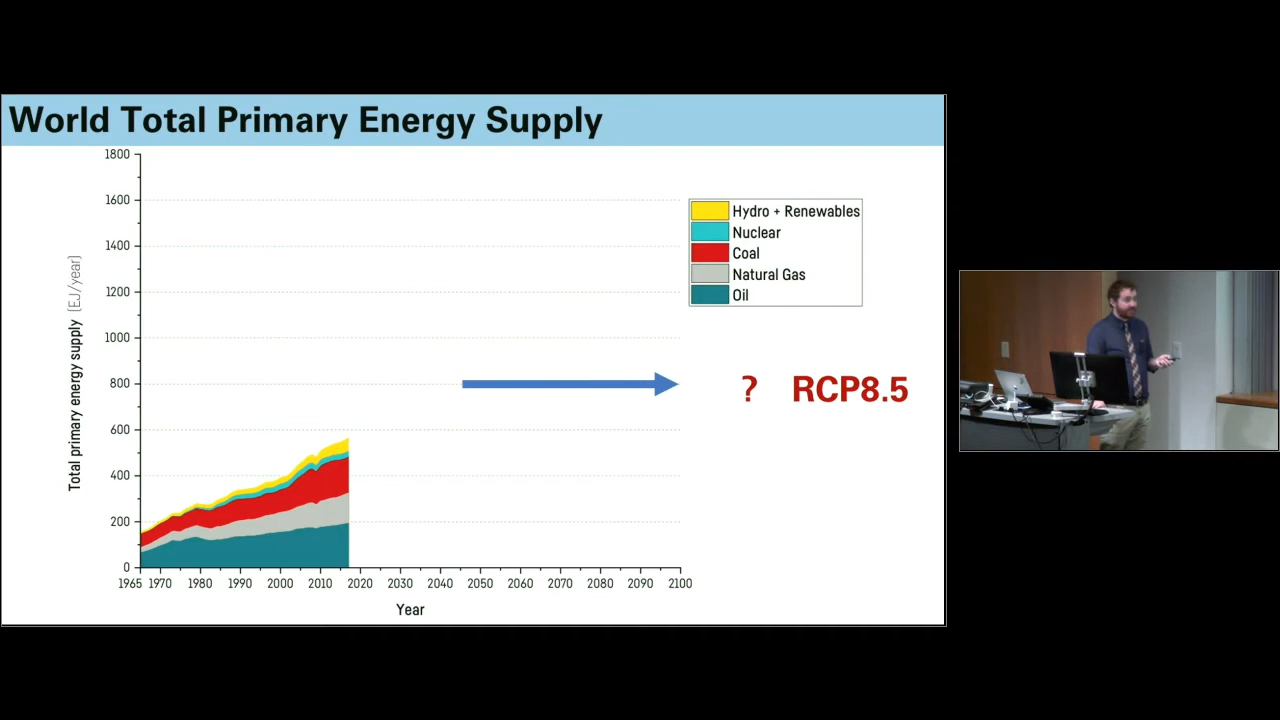 World Total Primary Energy Supply
1800
1600
1400
1200
1000
800
600
400
200
0
Total primary energy supply [EJ/year]
1965 1970 1980 1990 2000 2010 2020 2030 2040 2050 2060 2070 2080 2090 2100
Year
Hydro + Renewables
Nuclear
Coal
Natural Gas
Oil
? RCP8.5